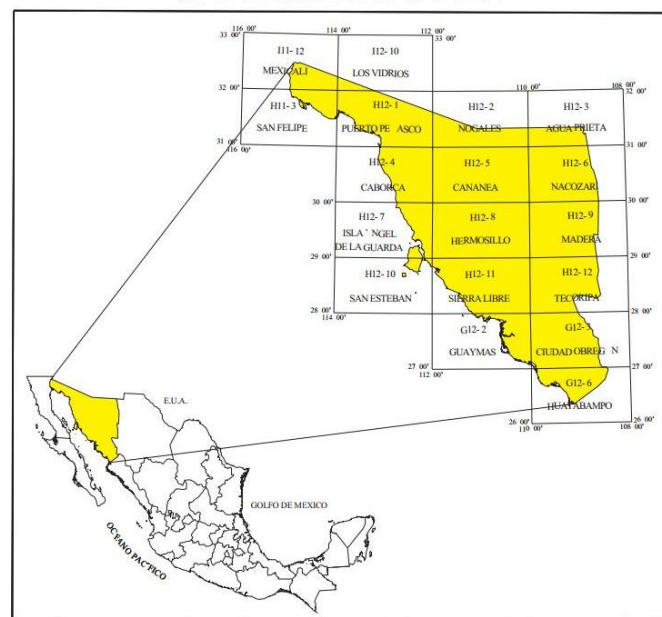 116 00'
114 00'
112 00'
33 00'
33 00'
I11- 12
I12- 10
MEXICALI
LOS VIDRIOS
110 00'
108 00'
32 00'
32 00'
H11- 3
H12- 1
H12- 2
H12- 3
SAN FELIPE
PUERTO PE ASCO
NOGALES
AGUA PRIETA
31 00'
31 00'
116 00'
H12- 4
H12- 5
H12- 6
CABORCA
CANANEA
NACOZARI
30 00'
30 00'
H12- 7
H12- 8
H12- 9
ISLA ` NGEL
DE LA GUARDA
HERMOSILLO
MADERA
29 00'
29 00'
H12- 10
H12- 11
H12- 12
SAN ESTEBAN
SIERRA LIBRE
TECORIPA
28 00'
28 00'
114 00'
G12- 2
G12- 3
GUAYMAS
CIUDAD OBREG N
27 00'
27 00'
112 00'
G12- 6
HUATABAMPO
26 00'
26 00'
110 00'
108 00'
E.U.A.
GOLFO DE MEXICO
OCÉANO PAC˝FICO